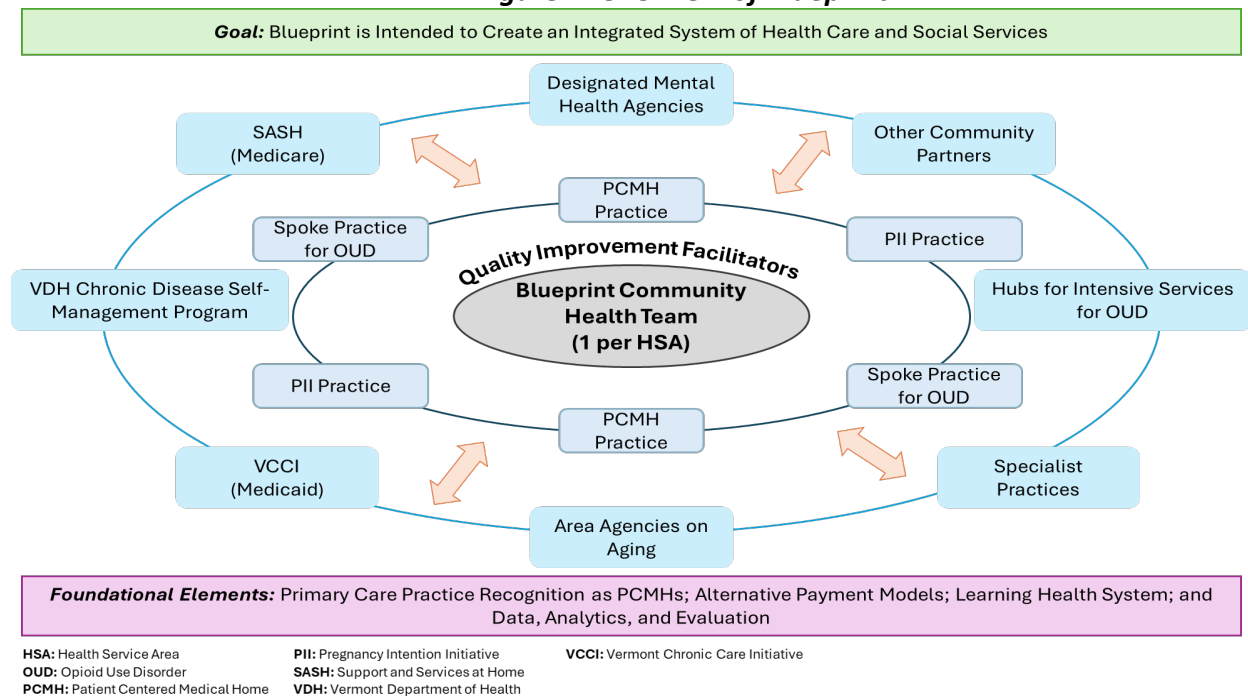 Goal: Blueprint is Intended to Create an Integrated System of Health Care and Social Services
Designated Mental
Health Agencies
SASH
(Medicare)
Other Community
Partners
PCMH
Practice
Spoke Practice
for OUD
PII Practice
Quality Improvement Facilitators
VDH Chronic Disease Self-
Management Program
Blueprint Community
Health Team
(1 per HSA)
Hubs for Intensive Services
for OUD
PII Practice
Spoke Practice
for OUD
PCMH
Practice
VCCI
(Medicaid)
Specialist
Practices
Area Agencies on
Aging
Foundational Elements: Primary Care Practice Recognition as PCMHs; Alternative Payment Models; Learning Health System; and
Data, Analytics, and Evaluation
HSA: Health Service Area
OUD: Opioid Use Disorder
PCMH: Patient Centered Medical Home
PII: Pregnancy Intention Initiative
SASH: Support and Services at Home
VDH: Vermont Department of Health
VCCI: Vermont Chronic Care Initiative